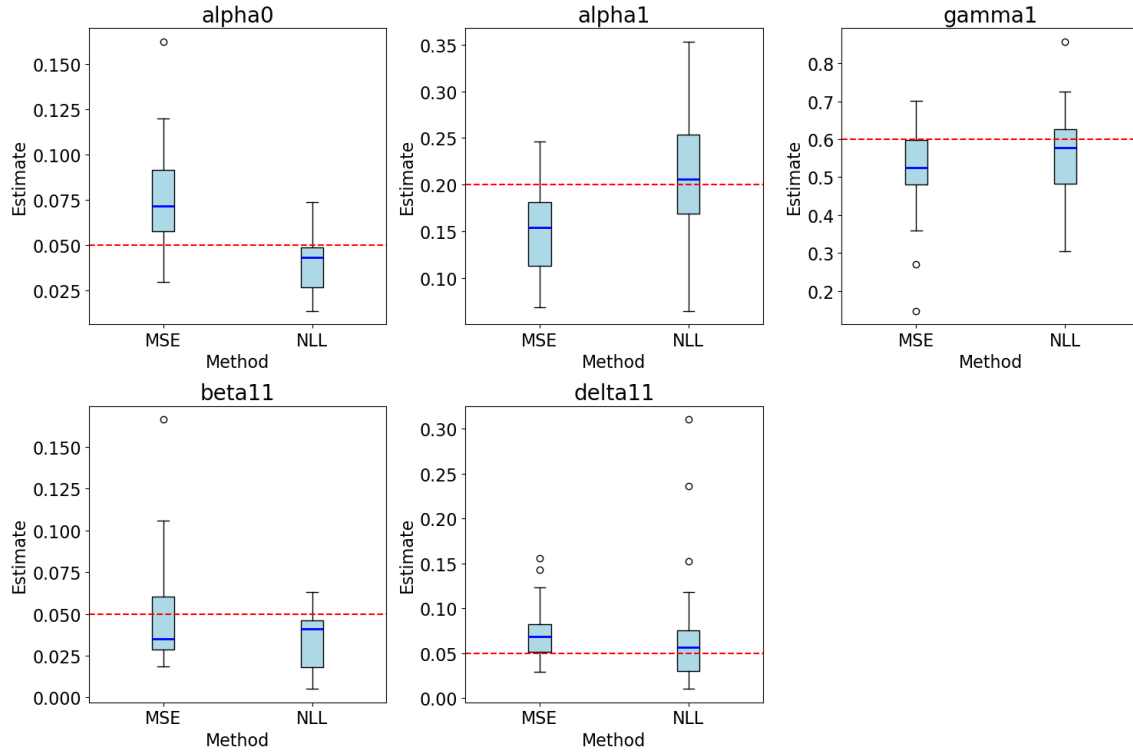 alpha0
0.150
0.125
0.100
0.075
0.050
0.025
Estimate
MSE
NLL
Method
alpha1
0.35
0.30
0.25
0.20
0.15
0.10
Estimate
MSE
NLL
Method
gamma1
0.8
0.7
0.6
0.5
0.4
0.3
0.2
Estimate
MSE
NLL
Method
beta11
0.150
0.125
0.100
0.075
0.050
0.025
0.000
Estimate
MSE
NLL
Method
delta11
0.30
0.25
0.20
0.15
0.10
0.05
0.00
Estimate
MSE
NLL
Method